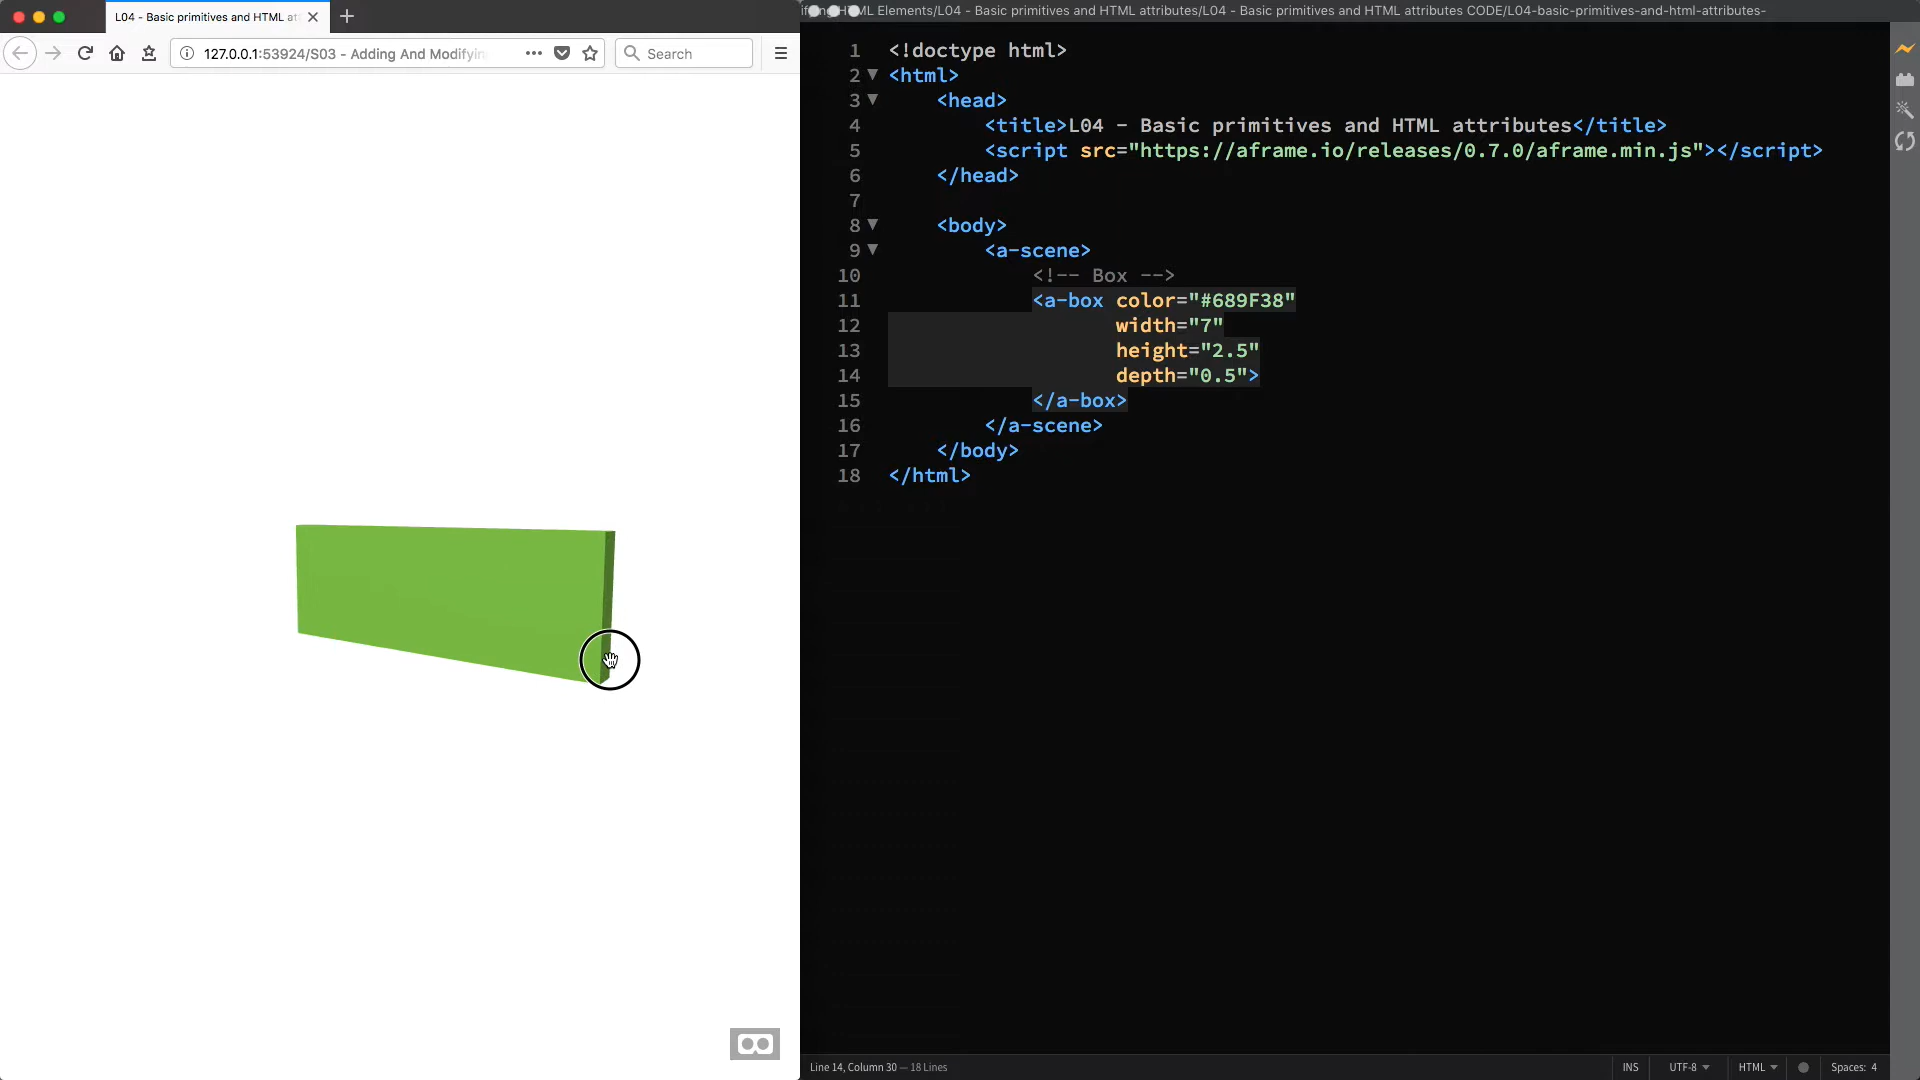 L04 - Basic primitives and HTML at
127.0.0.1:53924/S03 - Adding And Modifyin
Search
HTML Elements/L04 - Basic primitives and HTML attributes/L04 - Basic primitives and HTML attributes CODE/L04-basic-primitives-and-html-attributes-
1 <!doctype html>
2 <html>
3 <head>
4 <title>L04 - Basic primitives and HTML attributes</title>
5 <script src="https://aframe.io/releases/0.7.0/aframe.min.js"></script>
6 </head>
7
8 <body>
9 <a-scene>
10 <!-- Box -->
11 <a-box color="#689F38"
12 width="7"
13 height="2.5"
14 depth="0.5">
15 </a-box>
16 </a-scene>
17 </body>
18 </html>
Line 14, Column 30 — 18 Lines
INS UTF-8 HTML Spaces: 4